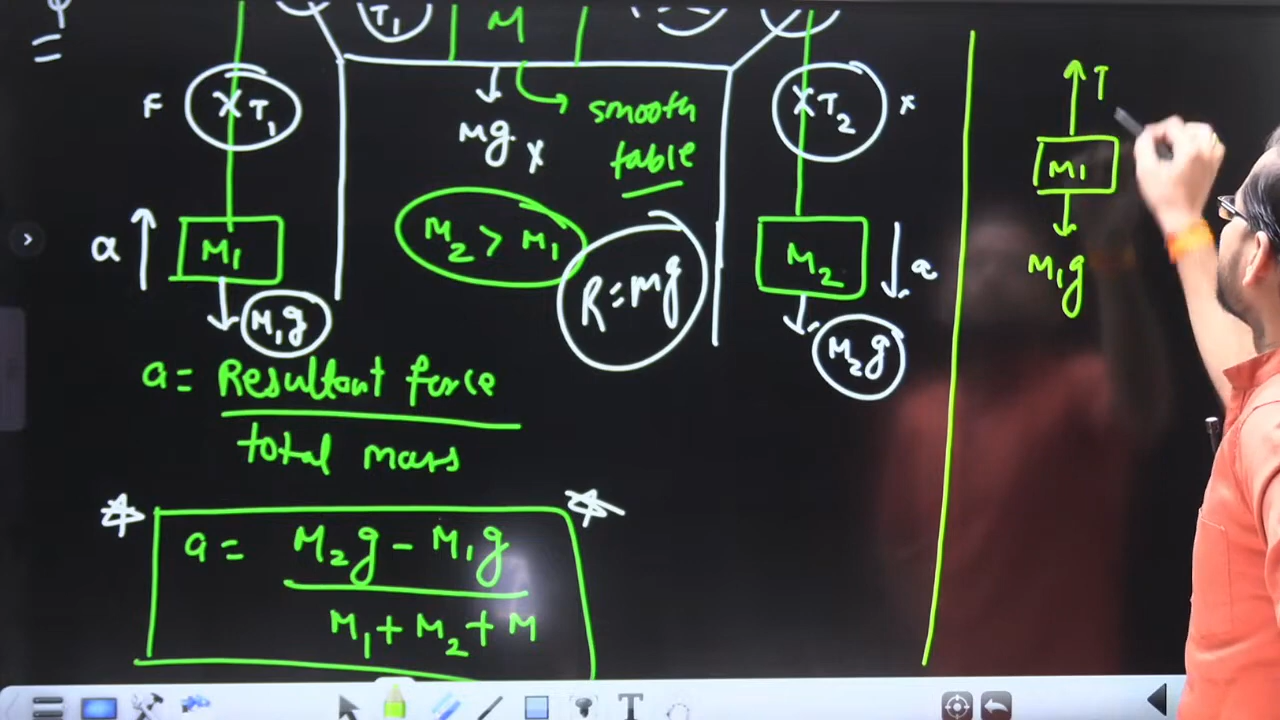 T₁ M
F X T₁
Mg X
smooth
table
X T₂ X
T
M₁
M₁g
a M₁
M₂ > M₁
R = Mg
M₂ a
M₁g
M₂g
a = Resultant force
total mass
a = M₂g - M₁g
M₁ + M₂ + M
T